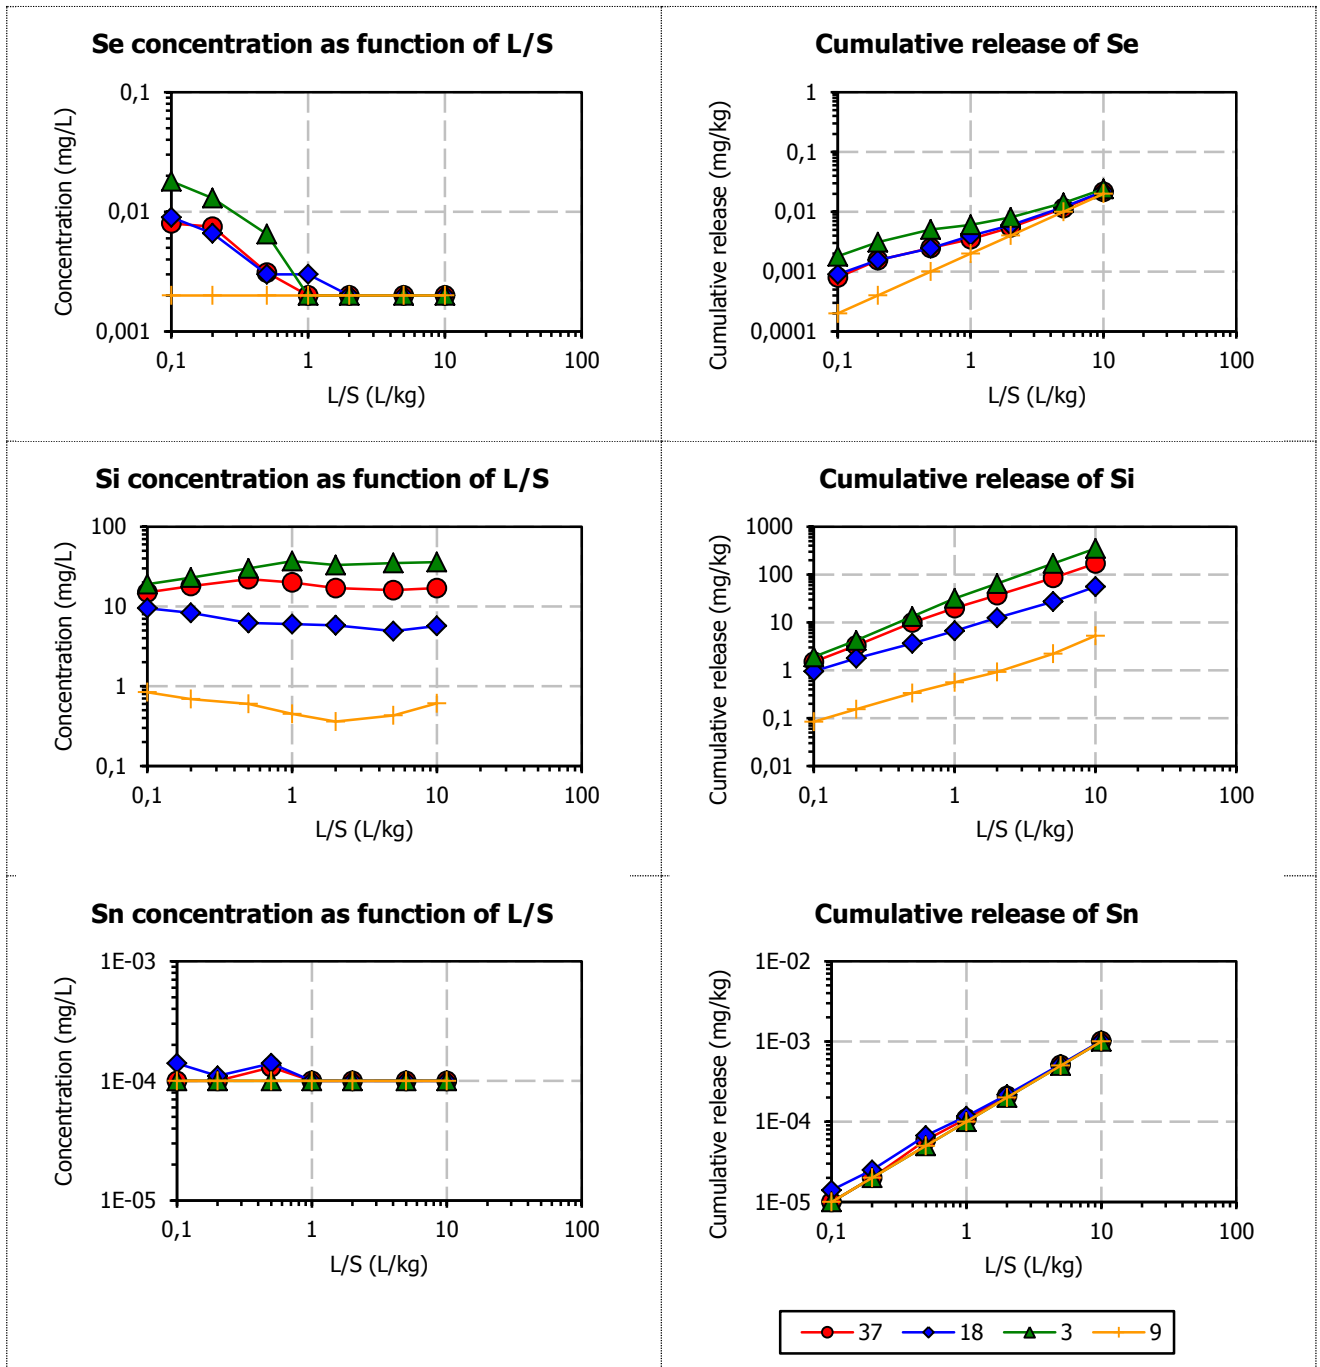 Se concentration as function of L/S
Concentration (mg/L)
0,1
0,01
0,001
0,1 1 10 100
L/S (L/kg)
Cumulative release of Se
Cumulative release (mg/kg)
1
0,1
0,01
0,001
0,0001
0,1 1 10 100
L/S (L/kg)
Si concentration as function of L/S
Concentration (mg/L)
100
10
1
0,1
0,1 1 10 100
L/S (L/kg)
Cumulative release of Si
Cumulative release (mg/kg)
1000
100
10
1
0,1
0,01
0,1 1 10 100
L/S (L/kg)
Sn concentration as function of L/S
Concentration (mg/L)
1E-03
1E-04
1E-05
0,1 1 10 100
L/S (L/kg)
Cumulative release of Sn
Cumulative release (mg/kg)
1E-02
1E-03
1E-04
1E-05
0,1 1 10 100
L/S (L/kg)
37 18 3 9